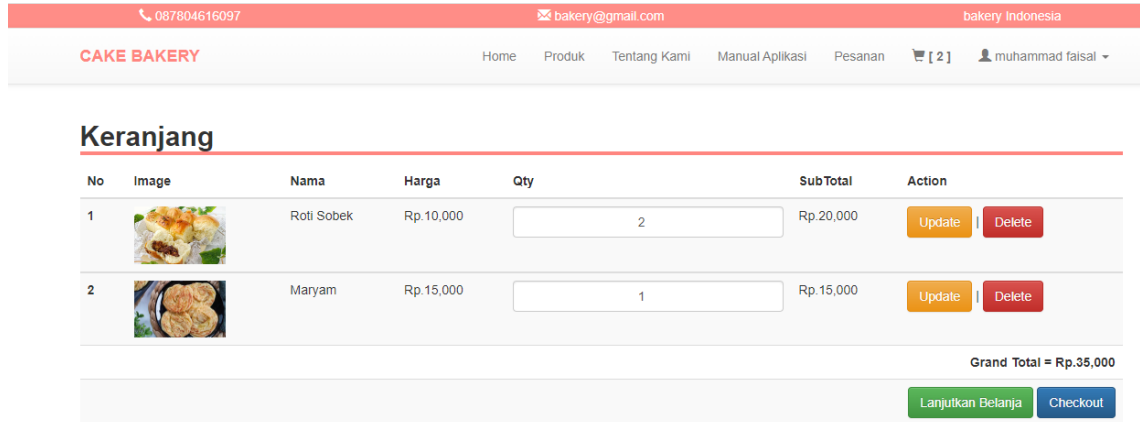 087804616097 bakery@gmail.com bakery Indonesia
CAKE BAKERY Home Produk Tentang Kami Manual Aplikasi Pesanan [ 2 ] muhammad faisal
Keranjang
No Image Nama Harga Qty SubTotal Action
1 Roti Sobek Rp.10,000 2 Rp.20,000 Update | Delete
2 Maryam Rp.15,000 1 Rp.15,000 Update | Delete
Grand Total = Rp.35,000
Lanjutkan Belanja Checkout